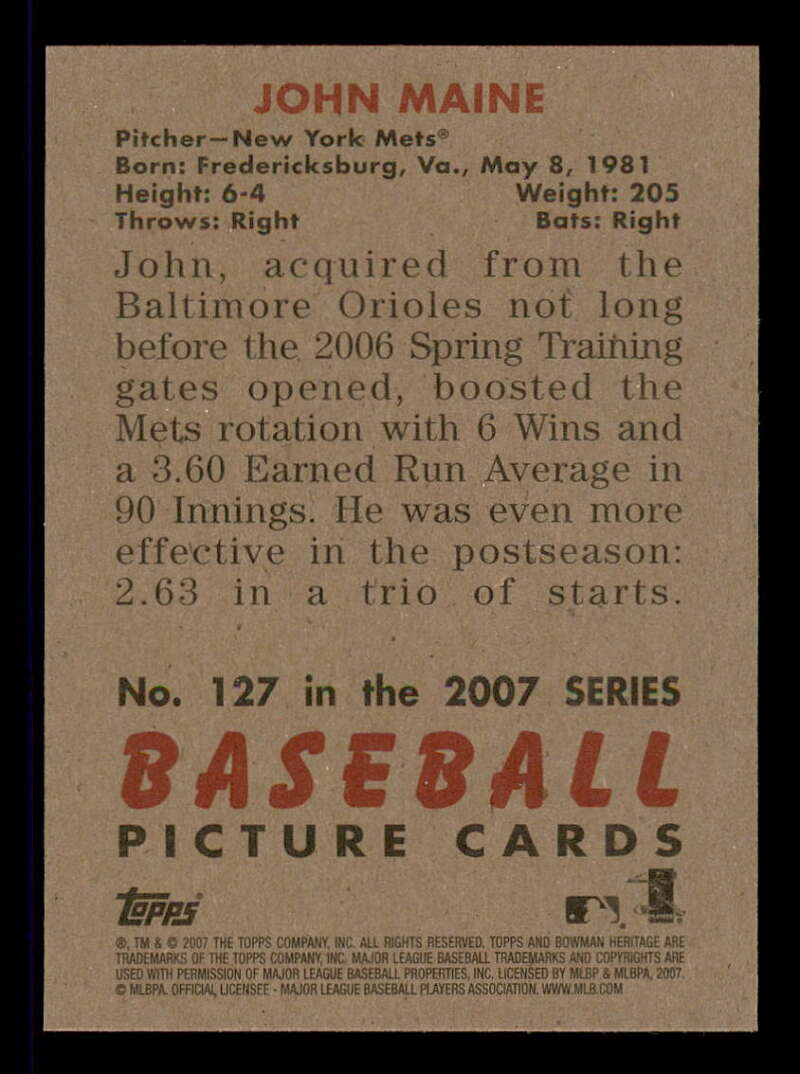 JOHN MAINE
Pitcher—New York Mets®
Born: Fredericksburg, Va., May 8, 1981
Height: 6-4 Weight: 205
Throws: Right Bats: Right
John, acquired from the
Baltimore Orioles not long
before the 2006 Spring Training
gates opened, boosted the
Mets rotation with 6 Wins and
a 3.60 Earned Run Average in
90 Innings. He was even more
effective in the postseason:
2.63 in a trio of starts.
No. 127 in the 2007 SERIES
BASEBALL
PICTURE CARDS
Topps
®, TM & © 2007 THE TOPPS COMPANY, INC. ALL RIGHTS RESERVED. TOPPS AND BOWMAN HERITAGE ARE
TRADEMARKS OF THE TOPPS COMPANY, INC. MAJOR LEAGUE BASEBALL TRADEMARKS AND COPYRIGHTS ARE
USED WITH PERMISSION OF MAJOR LEAGUE BASEBALL PROPERTIES, INC. LICENSED BY MLBP & MLBPA, 2007.
© MLBPA. OFFICIAL LICENSEE - MAJOR LEAGUE BASEBALL PLAYERS ASSOCIATION. WWW.MLB.COM